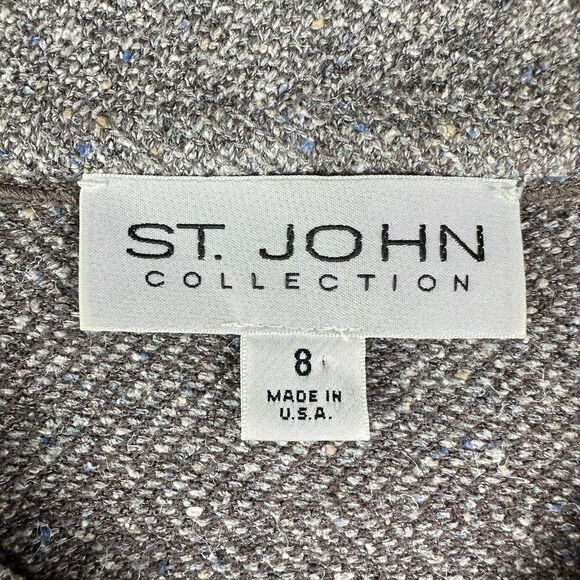 ST. JOHN
COLLECTION
8
MADE IN
U.S.A.